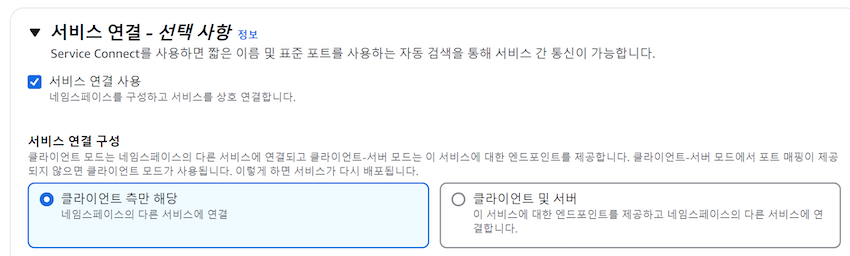 서비스 연결 - 선택 사항 정보
Service Connect를 사용하면 짧은 이름 및 표준 포트를 사용하는 자동 검색을 통해 서비스 간 통신이 가능합니다.
서비스 연결 사용
네임스페이스를 구성하고 서비스를 상호 연결합니다.
서비스 연결 구성
클라이언트 모드는 네임스페이스의 다른 서비스에 연결되고 클라이언트-서버 모드는 이 서비스에 대한 엔드포인트를 제공합니다. 클라이언트-서버 모드에서 포트 매핑이 제공
되지 않으면 클라이언트 모드가 사용됩니다. 이렇게 하면 서비스가 다시 배포됩니다.
클라이언트 측만 해당
네임스페이스의 다른 서비스에 연결
클라이언트 및 서버
이 서비스에 대한 엔드포인트를 제공하고 네임스페이스의 다른 서비스에 연
결합니다.